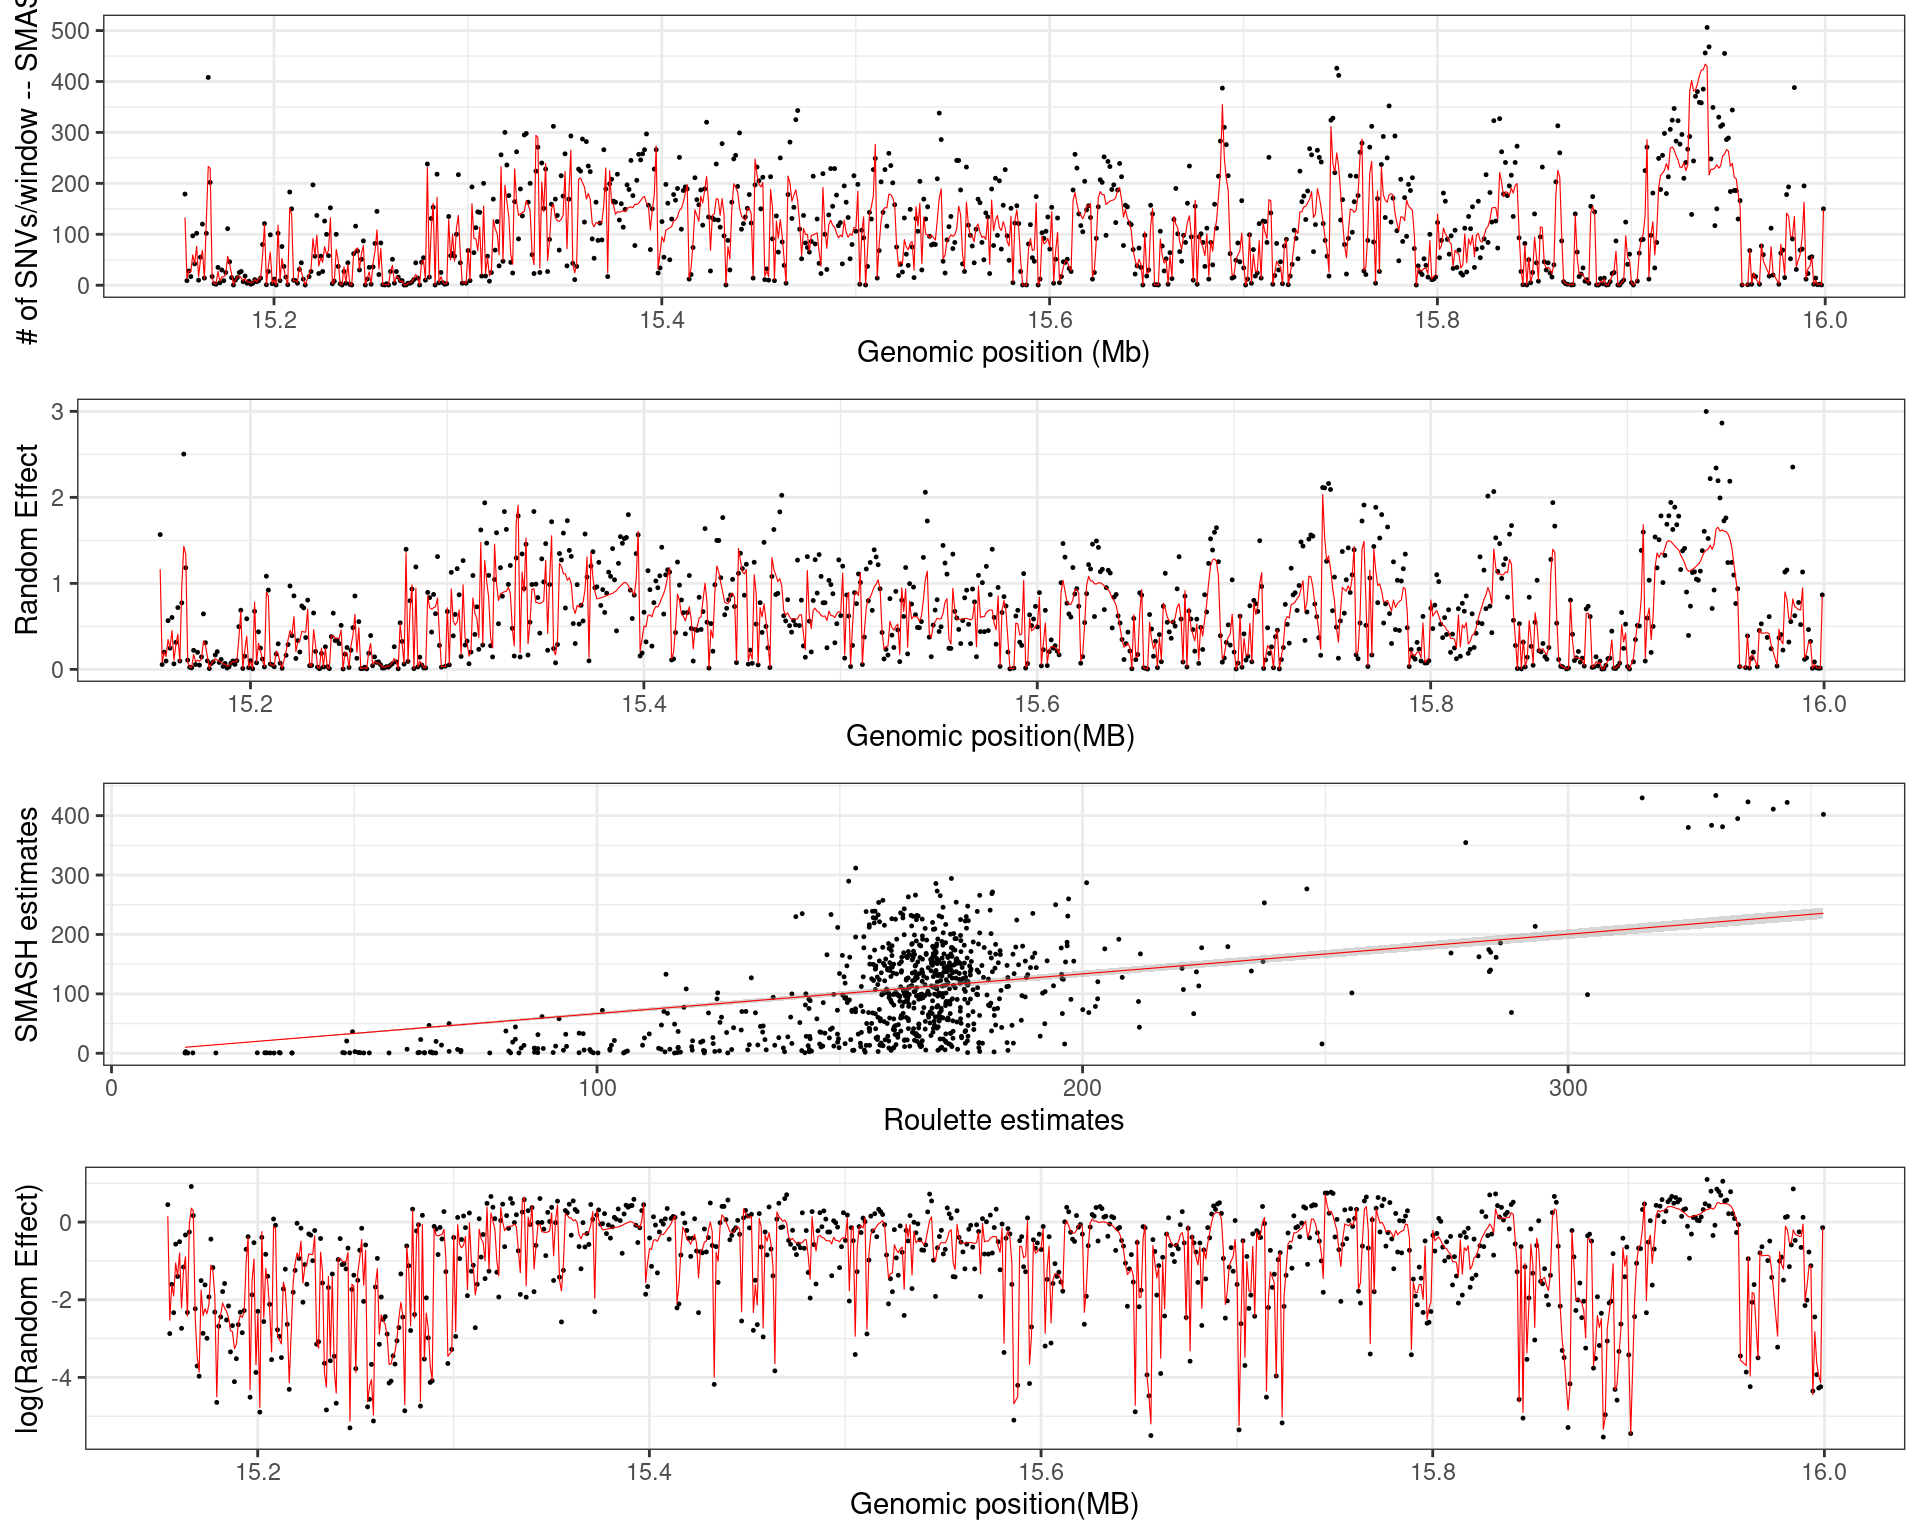 # of SNVs/window -- SMAS
500
400
300
200
100
0
15.2 15.4 15.6 15.8 16.0
Genomic position (Mb)
Random Effect
3
2
1
0
15.2 15.4 15.6 15.8 16.0
Genomic position(MB)
SMASH estimates
400
300
200
100
0
0 100 200 300
Roulette estimates
log(Random Effect)
0
-2
-4
15.2 15.4 15.6 15.8 16.0
Genomic position(MB)